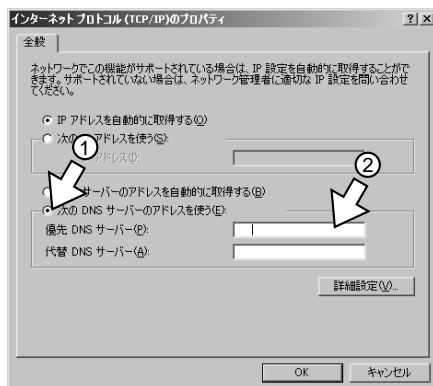 インターネット プロトコル (TCP/IP)のプロパティ ? ×
全般
ネットワークでこの機能がサポートされている場合は、IP 設定を自動的に取得することがで
きます。サポートされていない場合は、ネットワーク管理者に適切な IP 設定を問い合わせ
てください。
IP アドレスを自動的に取得する(O)
次の アドレスを使う(S):
①
アドレス(I):
②
サーバーのアドレスを自動的に取得する(B)
次の DNS サーバーのアドレスを使う(E):
優先 DNS サーバー(P):
代替 DNS サーバー(A):
詳細設定(V)...
OK キャンセル